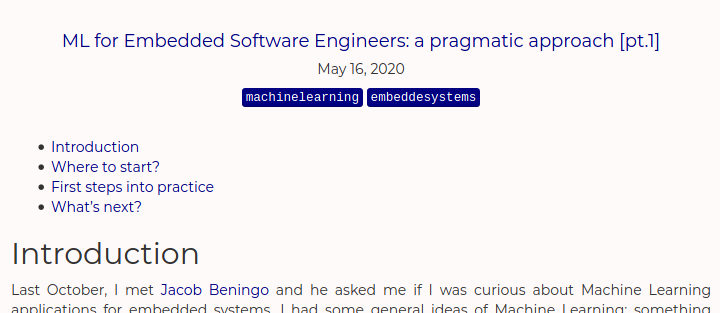 ML for Embedded Software Engineers: a pragmatic approach [pt.1]
May 16, 2020
machinelearning embeddesystems
Introduction
Where to start?
First steps into practice
What's next?
Introduction
Last October, I met Jacob Beningo and he asked me if I was curious about Machine Learning
applications for embedded systems. I had some general ideas of Machine Learning: something